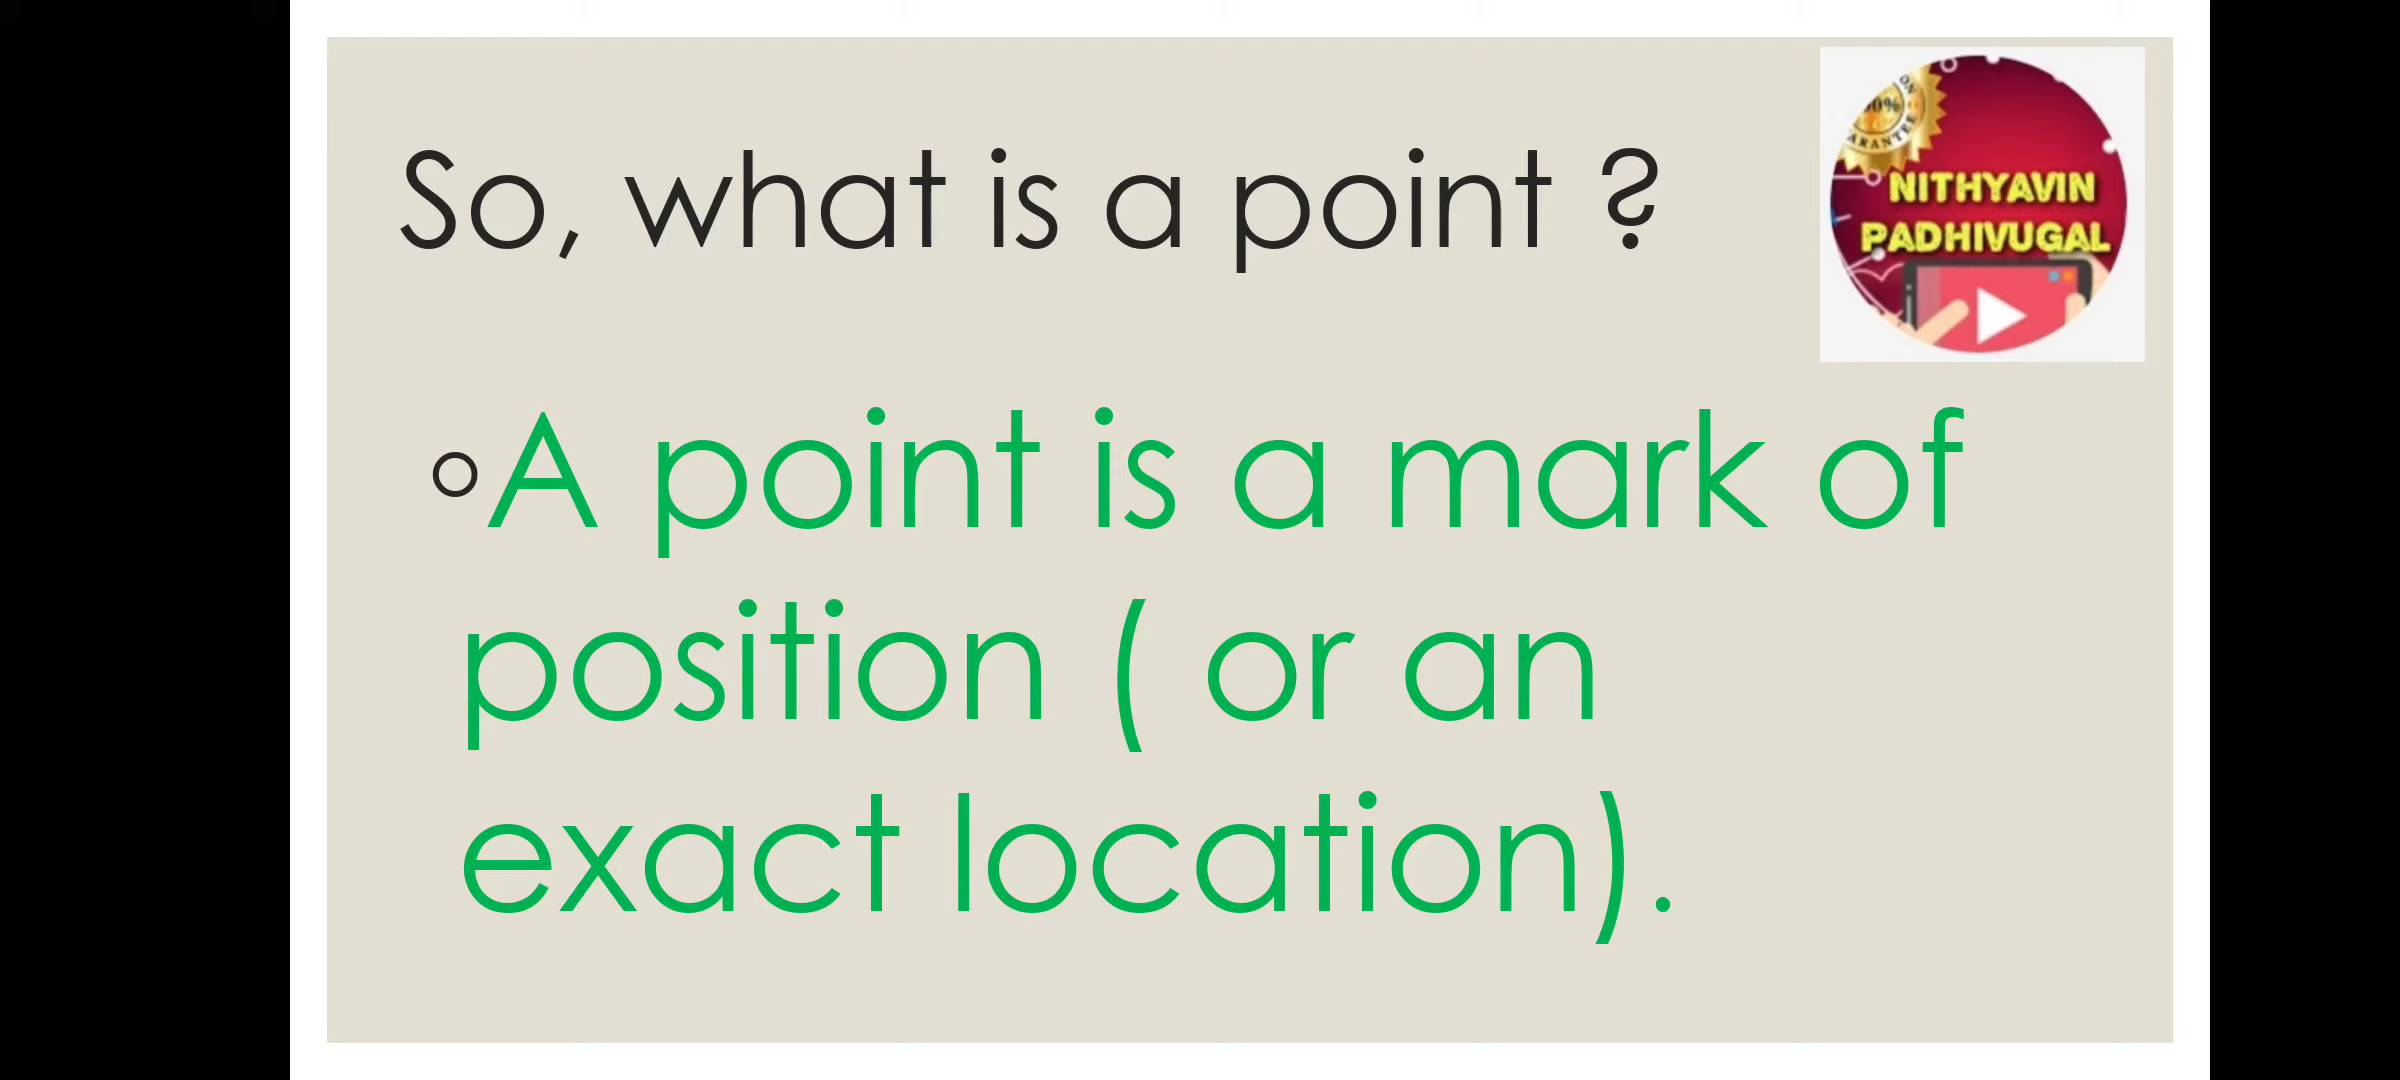 So, what is a point ?
NITHYAVIN
PADHIVUGAL
A point is a mark of
position ( or an
exact location).